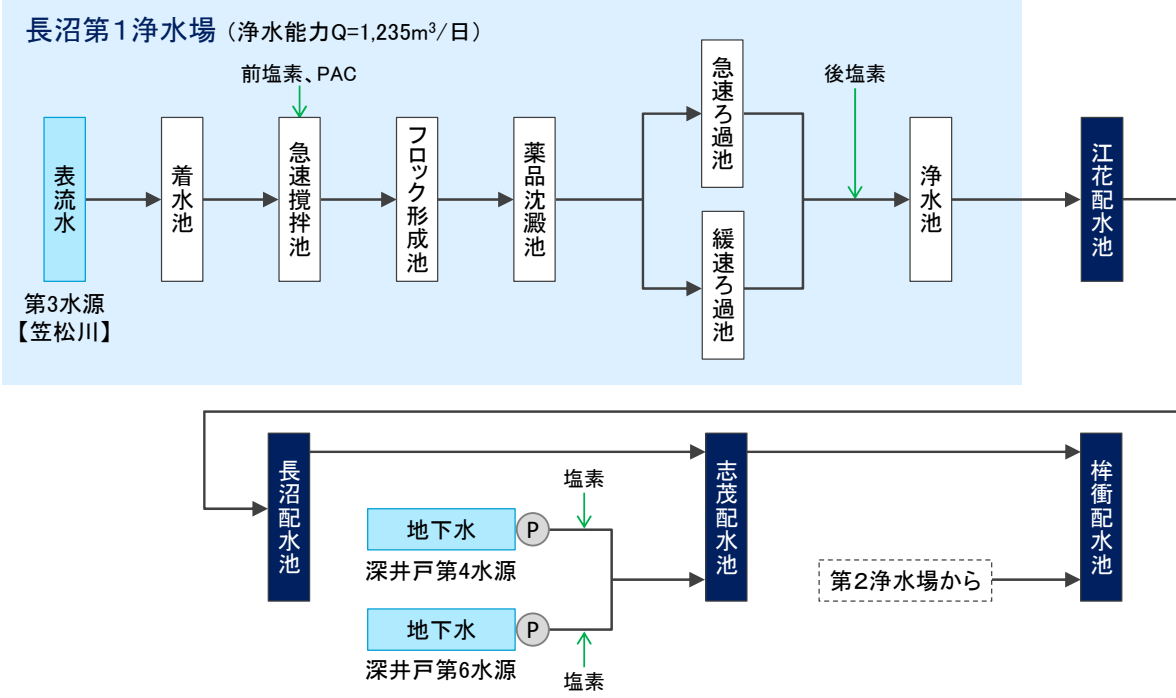 長沼第1浄水場（浄水能力Q=1,235m³/日）
前塩素、PAC
後塩素
表流水
着水池
急速撹拌池
フロック形成池
薬品沈澱池
急速ろ過池
緩速ろ過池
浄水池
江花配水池
第3水源
【笠松川】
長沼配水池
塩素
地下水
P
深井戸第4水源
地下水
P
深井戸第6水源
塩素
志茂配水池
第2浄水場から
桙衝配水池